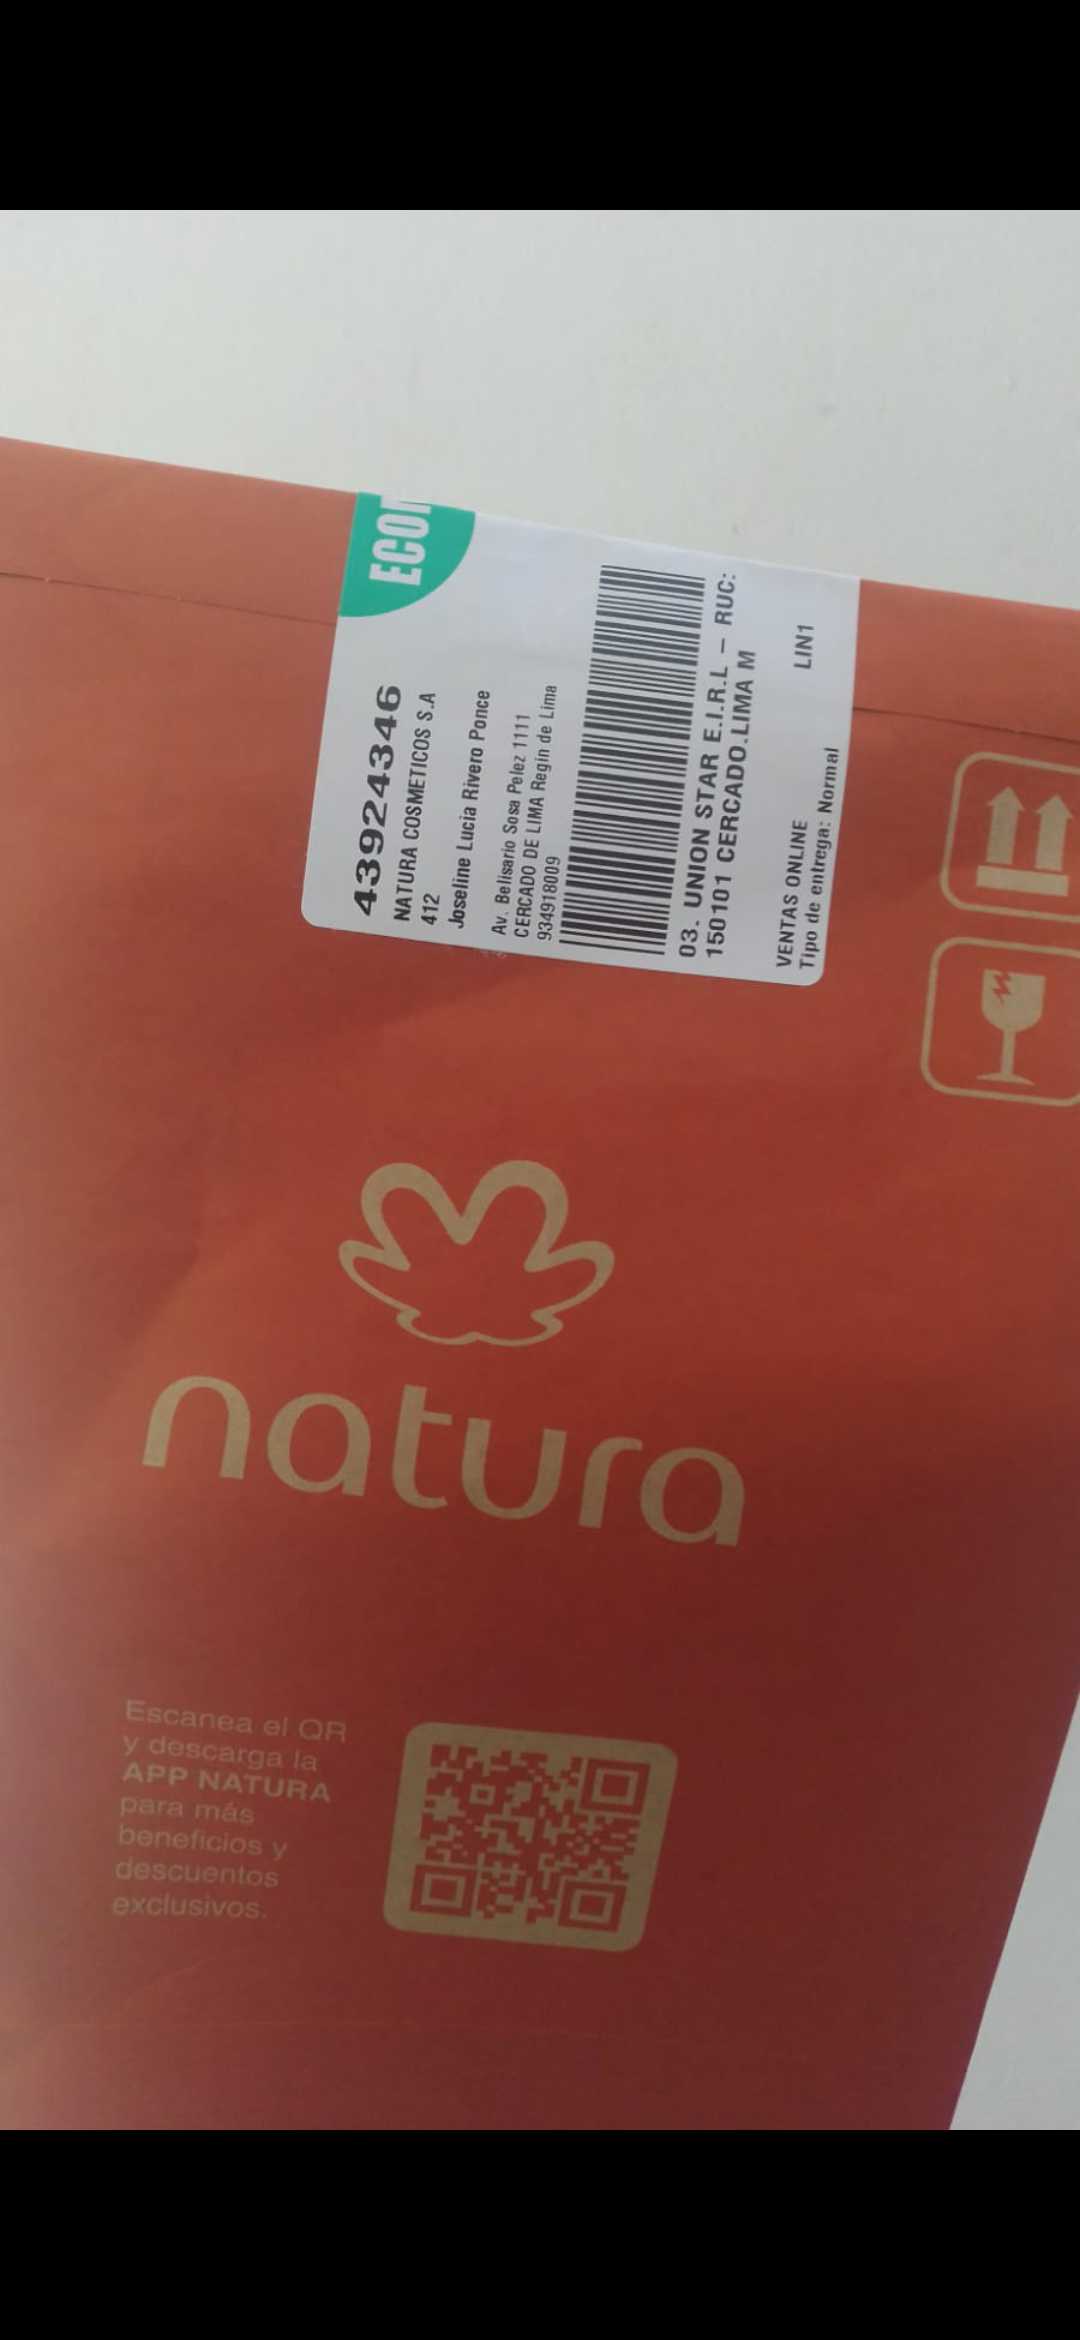 ECO
43924346
NATURA COSMETICOS S.A
412
Joseline Lucia Rivero Ponce
Av. Belisario Sosa Pelez 1111
CERCADO DE LIMA Regin de Lima
934918009
03. UNION STAR E.I.R.L – RUC:
150101 CERCADO.LIMA M
VENTAS ONLINE LIN1
Tipo de entrega: Normal
natura
Escanea el QR
y descarga la
APP NATURA
para más
beneficios y
descuentos
exclusivos.